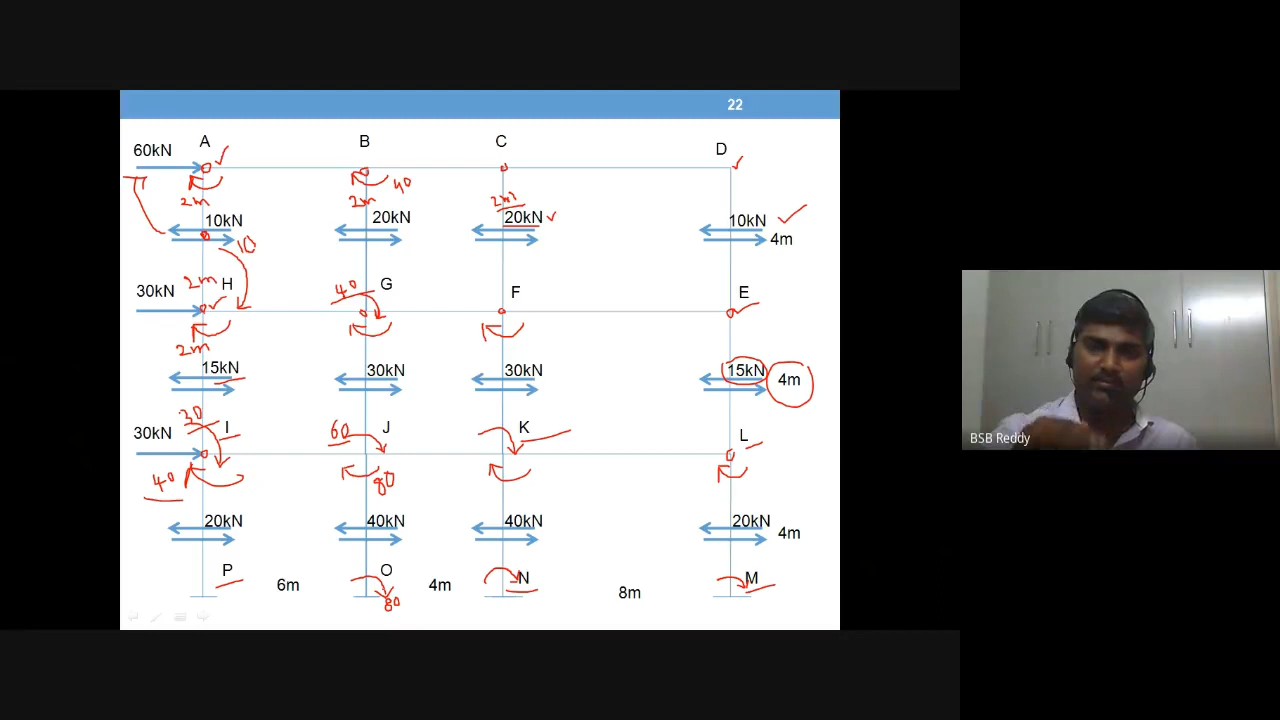 22
A B C D
60kN
40
2m 2m 2m
10kN 20kN 20kN 10kN
4m
10
2m
30kN H 40 G F E
2m
15kN 30kN 30kN 15kN 4m
30
30kN I 60 J K L
40 80
20kN 40kN 40kN 20kN 4m
P O N M
6m 4m 8m
80
BSB Reddy